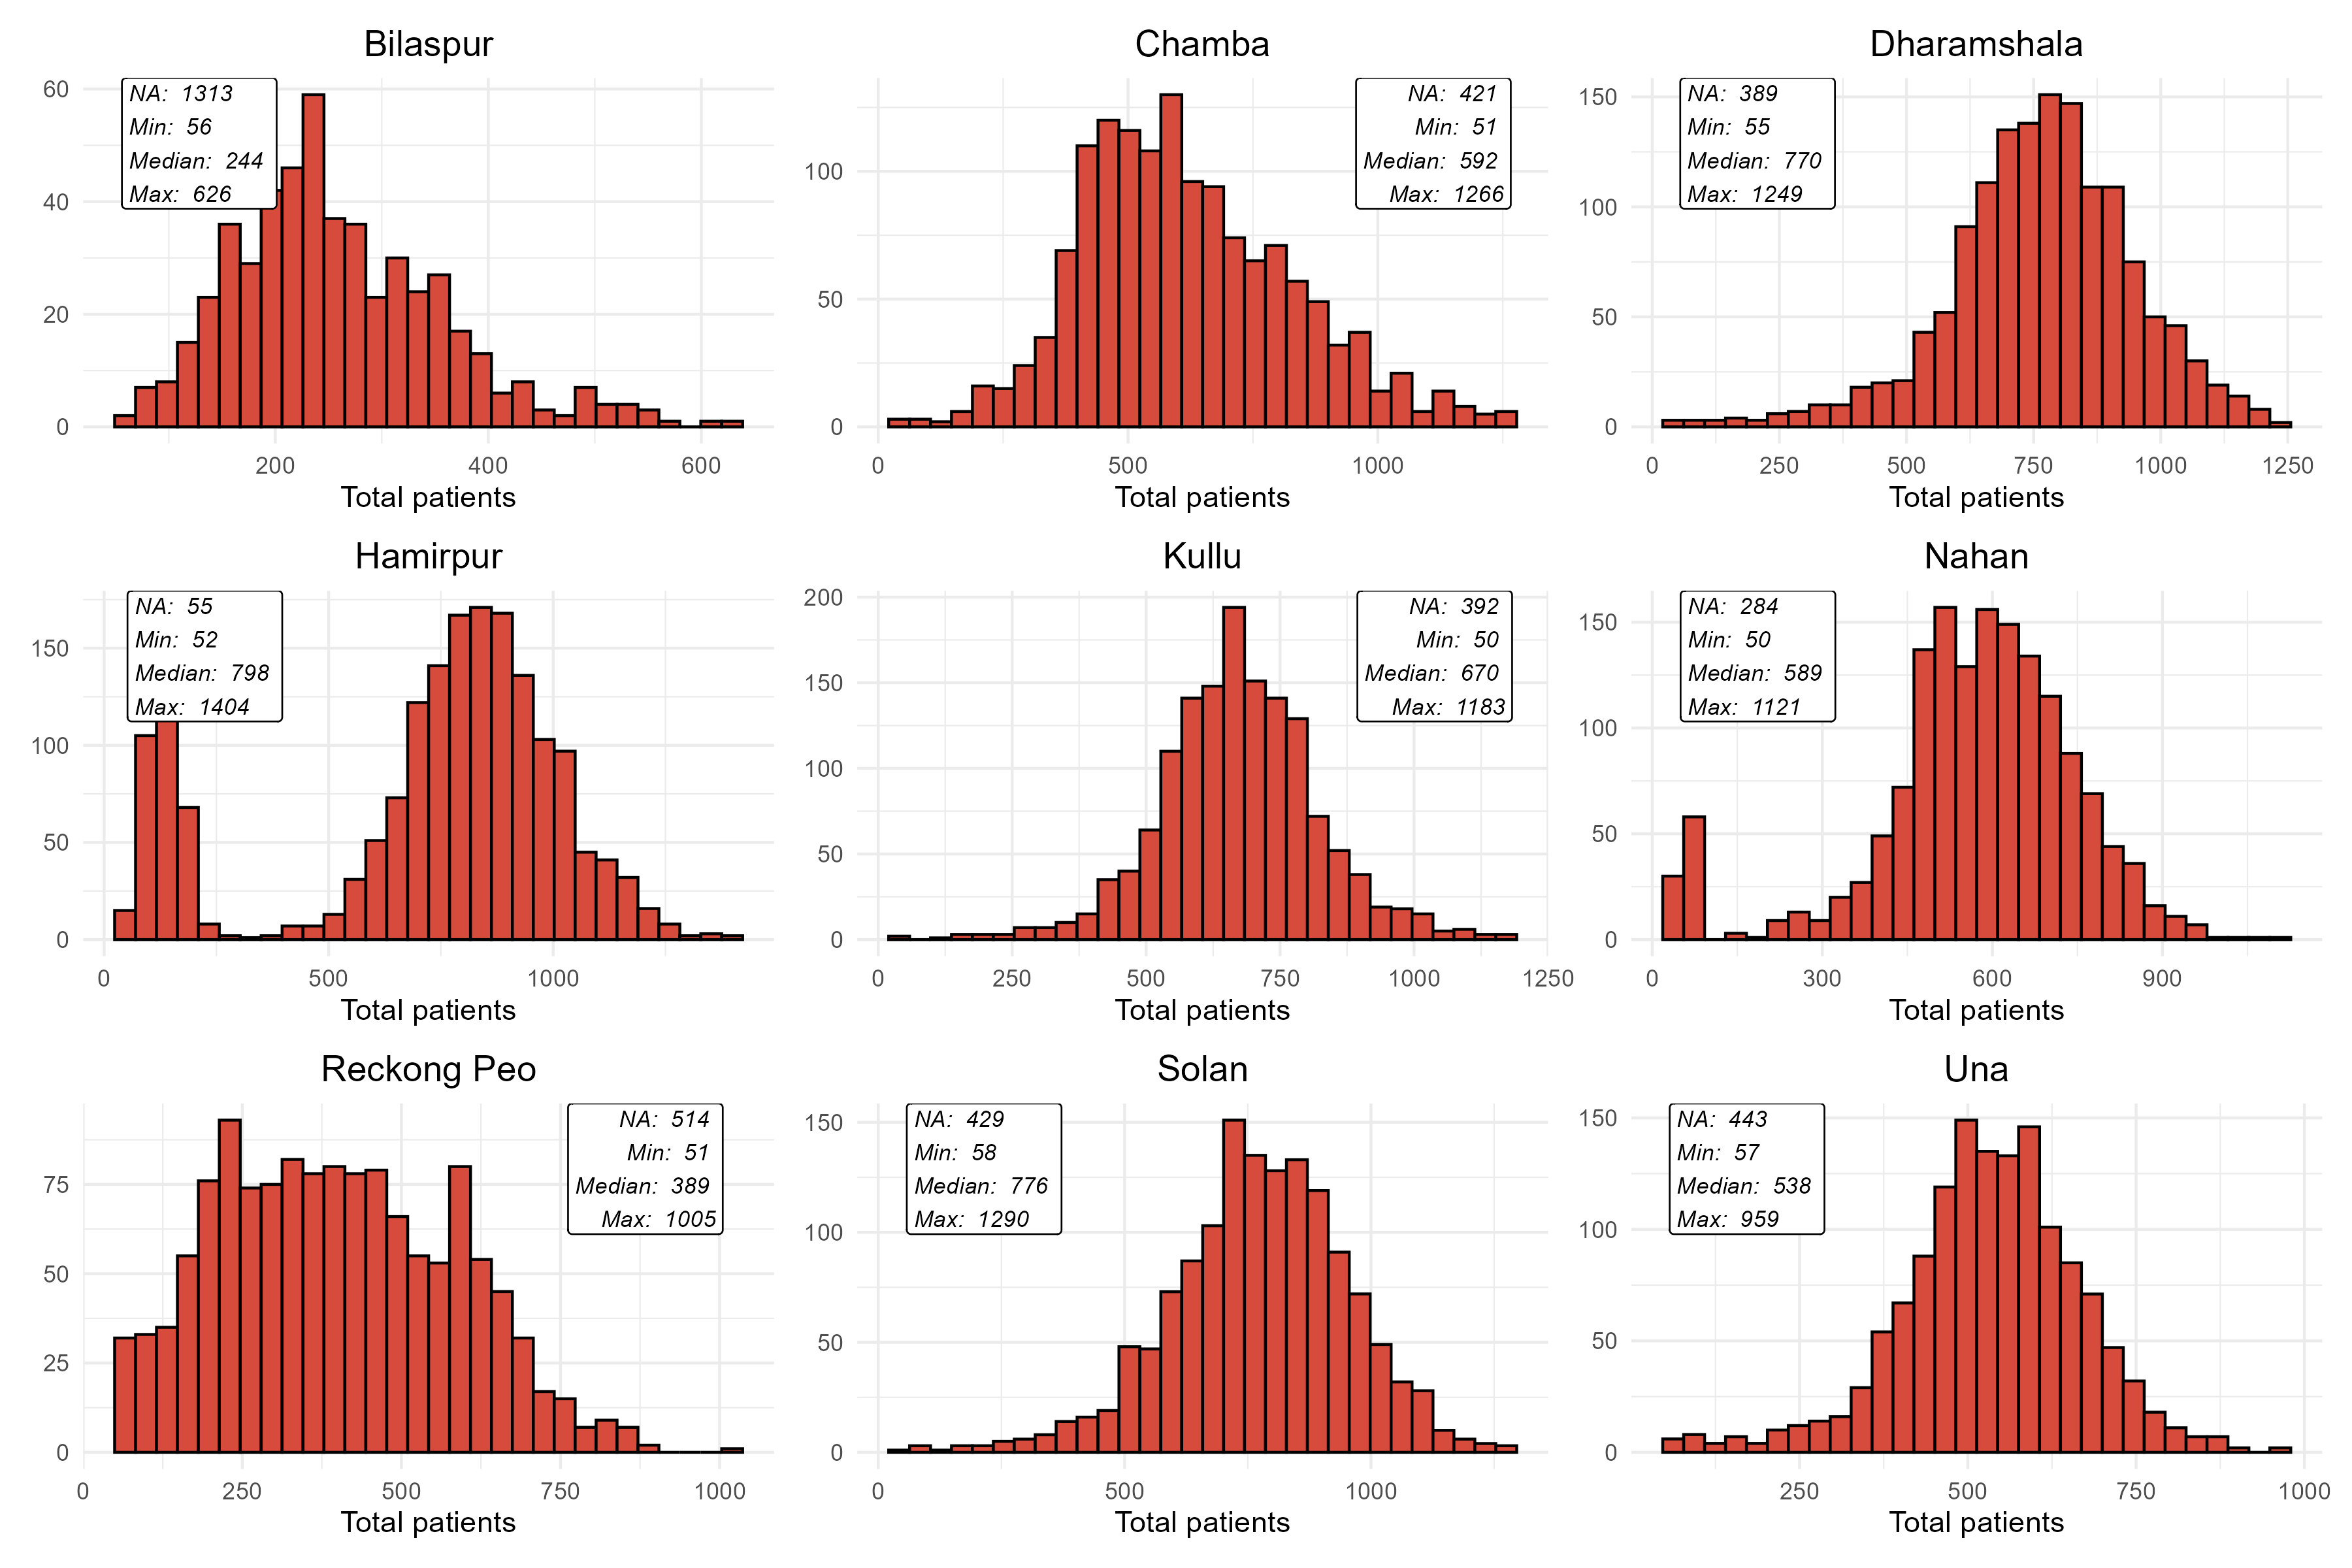 Bilaspur
60
40
20
0
NA: 1313
Min: 56
Median: 244
Max: 626
200 400 600
Total patients
Chamba
100
50
0
NA: 421
Min: 51
Median: 592
Max: 1266
0 500 1000
Total patients
Dharamshala
150
100
50
0
NA: 389
Min: 55
Median: 770
Max: 1249
0 250 500 750 1000 1250
Total patients
Hamirpur
150
100
50
0
NA: 55
Min: 52
Median: 798
Max: 1404
0 500 1000
Total patients
Kullu
200
150
100
50
0
NA: 392
Min: 50
Median: 670
Max: 1183
0 250 500 750 1000 1250
Total patients
Nahan
150
100
50
0
NA: 284
Min: 50
Median: 589
Max: 1121
0 300 600 900
Total patients
Reckong Peo
75
50
25
0
NA: 514
Min: 51
Median: 389
Max: 1005
0 250 500 750 1000
Total patients
Solan
150
100
50
0
NA: 429
Min: 58
Median: 776
Max: 1290
0 500 1000
Total patients
Una
150
100
50
0
NA: 443
Min: 57
Median: 538
Max: 959
250 500 750 1000
Total patients